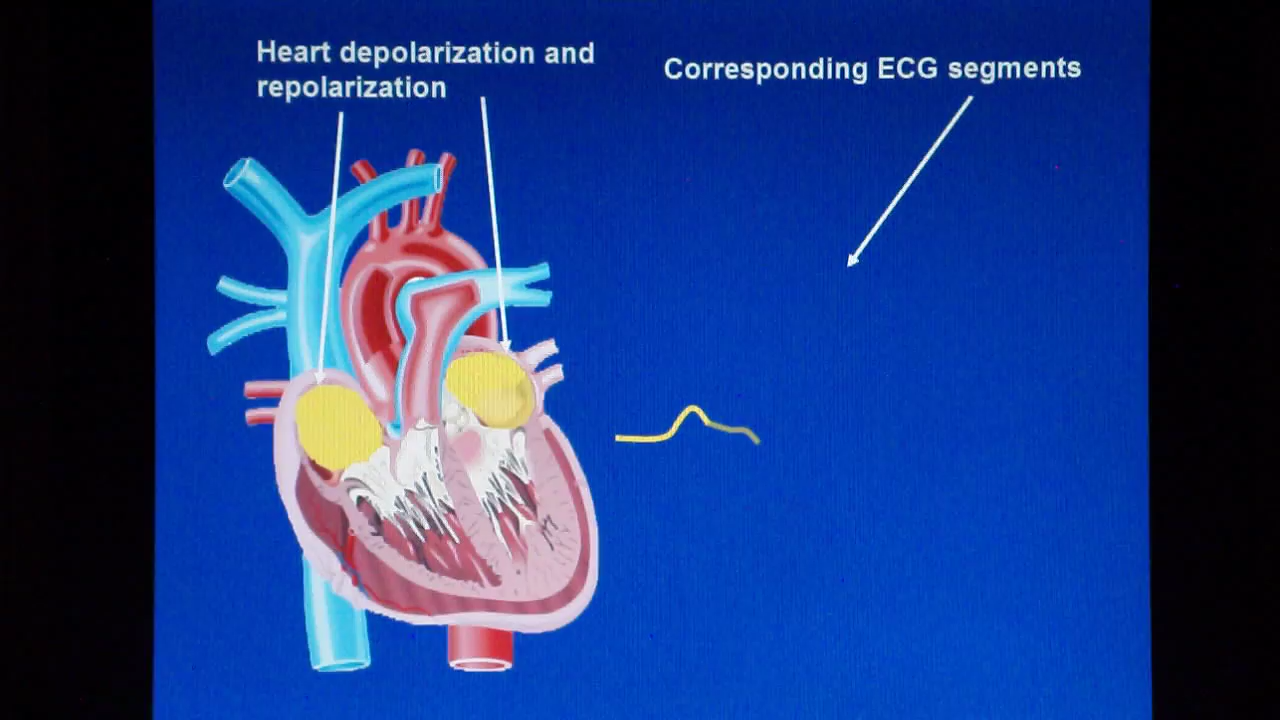 Heart depolarization and
repolarization
Corresponding ECG segments